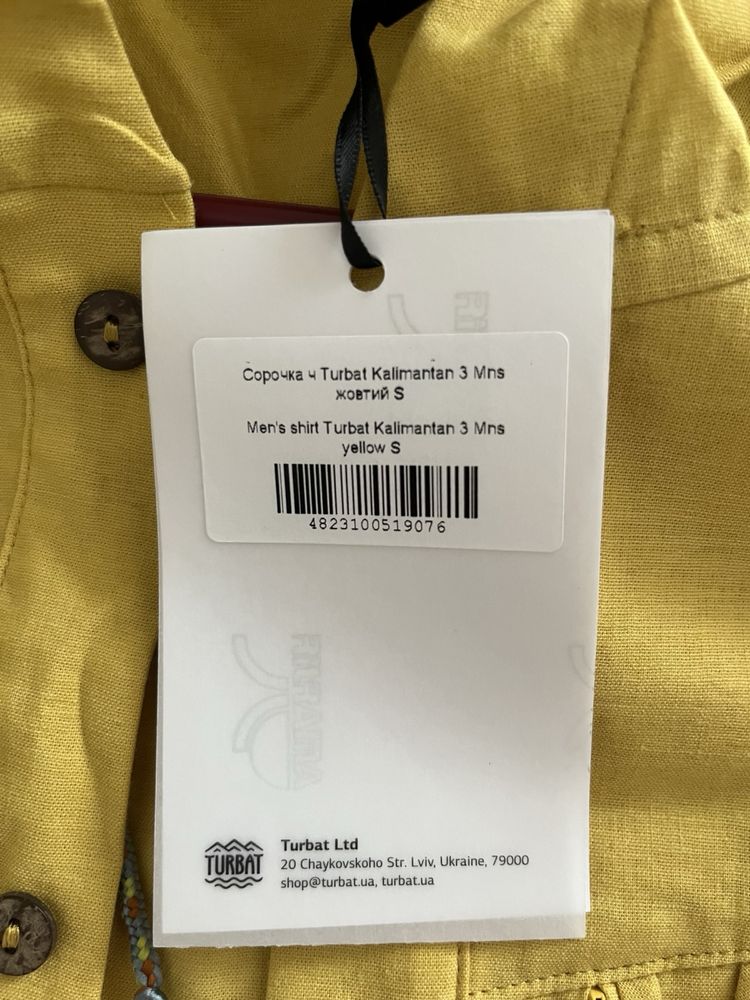 Сорочка ч Turbat Kalimantan 3 Mns
жовтий S
Men's shirt Turbat Kalimantan 3 Mns
yellow S
4823100519076
TURBAT
Turbat Ltd
20 Chaykovskoho Str. Lviv, Ukraine, 79000
shop@turbat.ua, turbat.ua